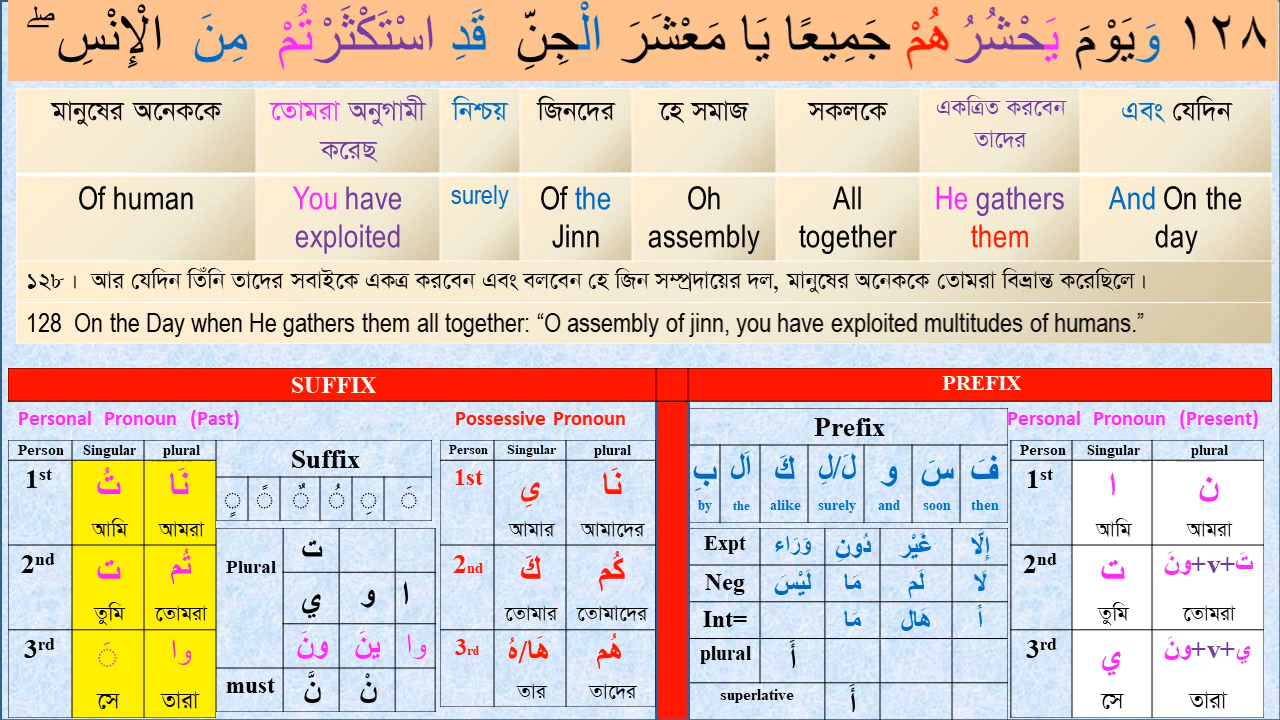 ١٢٨ وَيَوْمَ يَحْشُرُهُمْ جَمِيعًا يَا مَعْشَرَ الْجِنِّ قَدِ اسْتَكْثَرْتُمْ مِنَ الْإِنْسِ ۖ
মানুষের অনেককে তোমরা অনুগামী করেছ নিশ্চয় জিনদের হে সমাজ সকলকে একত্রিত করবেন তাদের এবং যেদিন
Of human You have exploited surely Of the Jinn Oh assembly All together He gathers them And On the day
১২৮। আর যেদিন তিঁনি তাদের সবাইকে একত্র করবেন এবং বলবেন হে জিন সম্প্রদায়ের দল, মানুষের অনেককে তোমরা বিভ্রান্ত করেছিলে।
128 On the Day when He gathers them all together: “O assembly of jinn, you have exploited multitudes of humans.”
SUFFIX
Personal Pronoun (Past)
Person Singular plural
1st تُ نَا
আমি আমরা
2nd ت تُم
তুমি তোমরা
3rd َ وا
সে তারা
Suffix
ٍ ً ٌ ُ ِ َ
Plural ت
ي و ا
ونَ ينَ وا
must نَّ نْ
Possessive Pronoun
Person Singular plural
1st يِ نَا
আমার আমাদের
2nd كَ كُم
তোমার তোমাদের
3rd هَا/هُ هُم
তার তাদের
PREFIX
Prefix
بِ اَل كَ لَ/لِ و سَ فَ
by the alike surely and soon then
Expt وَرَاء دُونِ غَيْر إِلَّا
Neg لَيْسَ مَا لَم لَا
Int= مَا هَال أَ
plural أَ
superlative أَ
Personal Pronoun (Present)
Person Singular plural
1st ا ن
আমি আমরা
2nd ت تَ+v+ونَ
তুমি তোমরা
3rd ي ي+v+ونَ
সে তারা